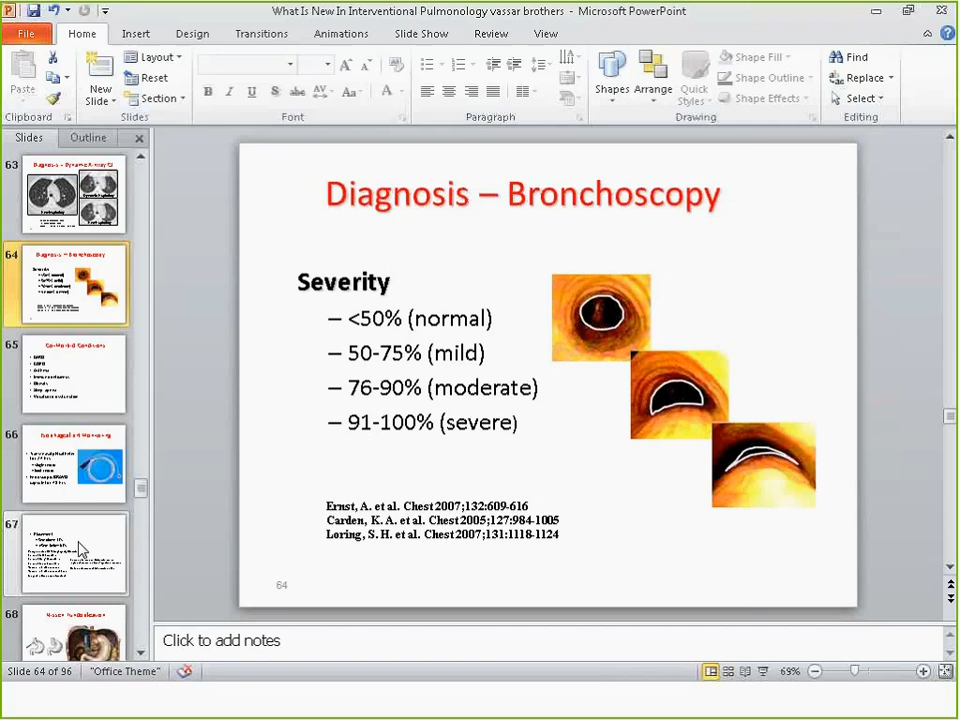 What Is New In Interventional Pulmonology vassar brothers - Microsoft PowerPoint
File Home Insert Design Transitions Animations Slide Show Review View
Paste
New
Slide
Layout
Reset
Section
Shapes Arrange Quick
Styles
Shape Fill
Shape Outline
Shape Effects
Find
Replace
Select
Clipboard Slides Font Paragraph Drawing Editing
Slides Outline
63
64
65
66
67
68
Diagnosis – Bronchoscopy
Severity
– <50% (normal)
– 50-75% (mild)
– 76-90% (moderate)
– 91-100% (severe)
Ernst, A. et al. Chest 2007;132:609-616
Carden, K. A. et al. Chest 2005;127:984-1005
Loring, S. H. et al. Chest 2007;131:1118-1124
64
Click to add notes
Slide 64 of 96 "Office Theme" 69%